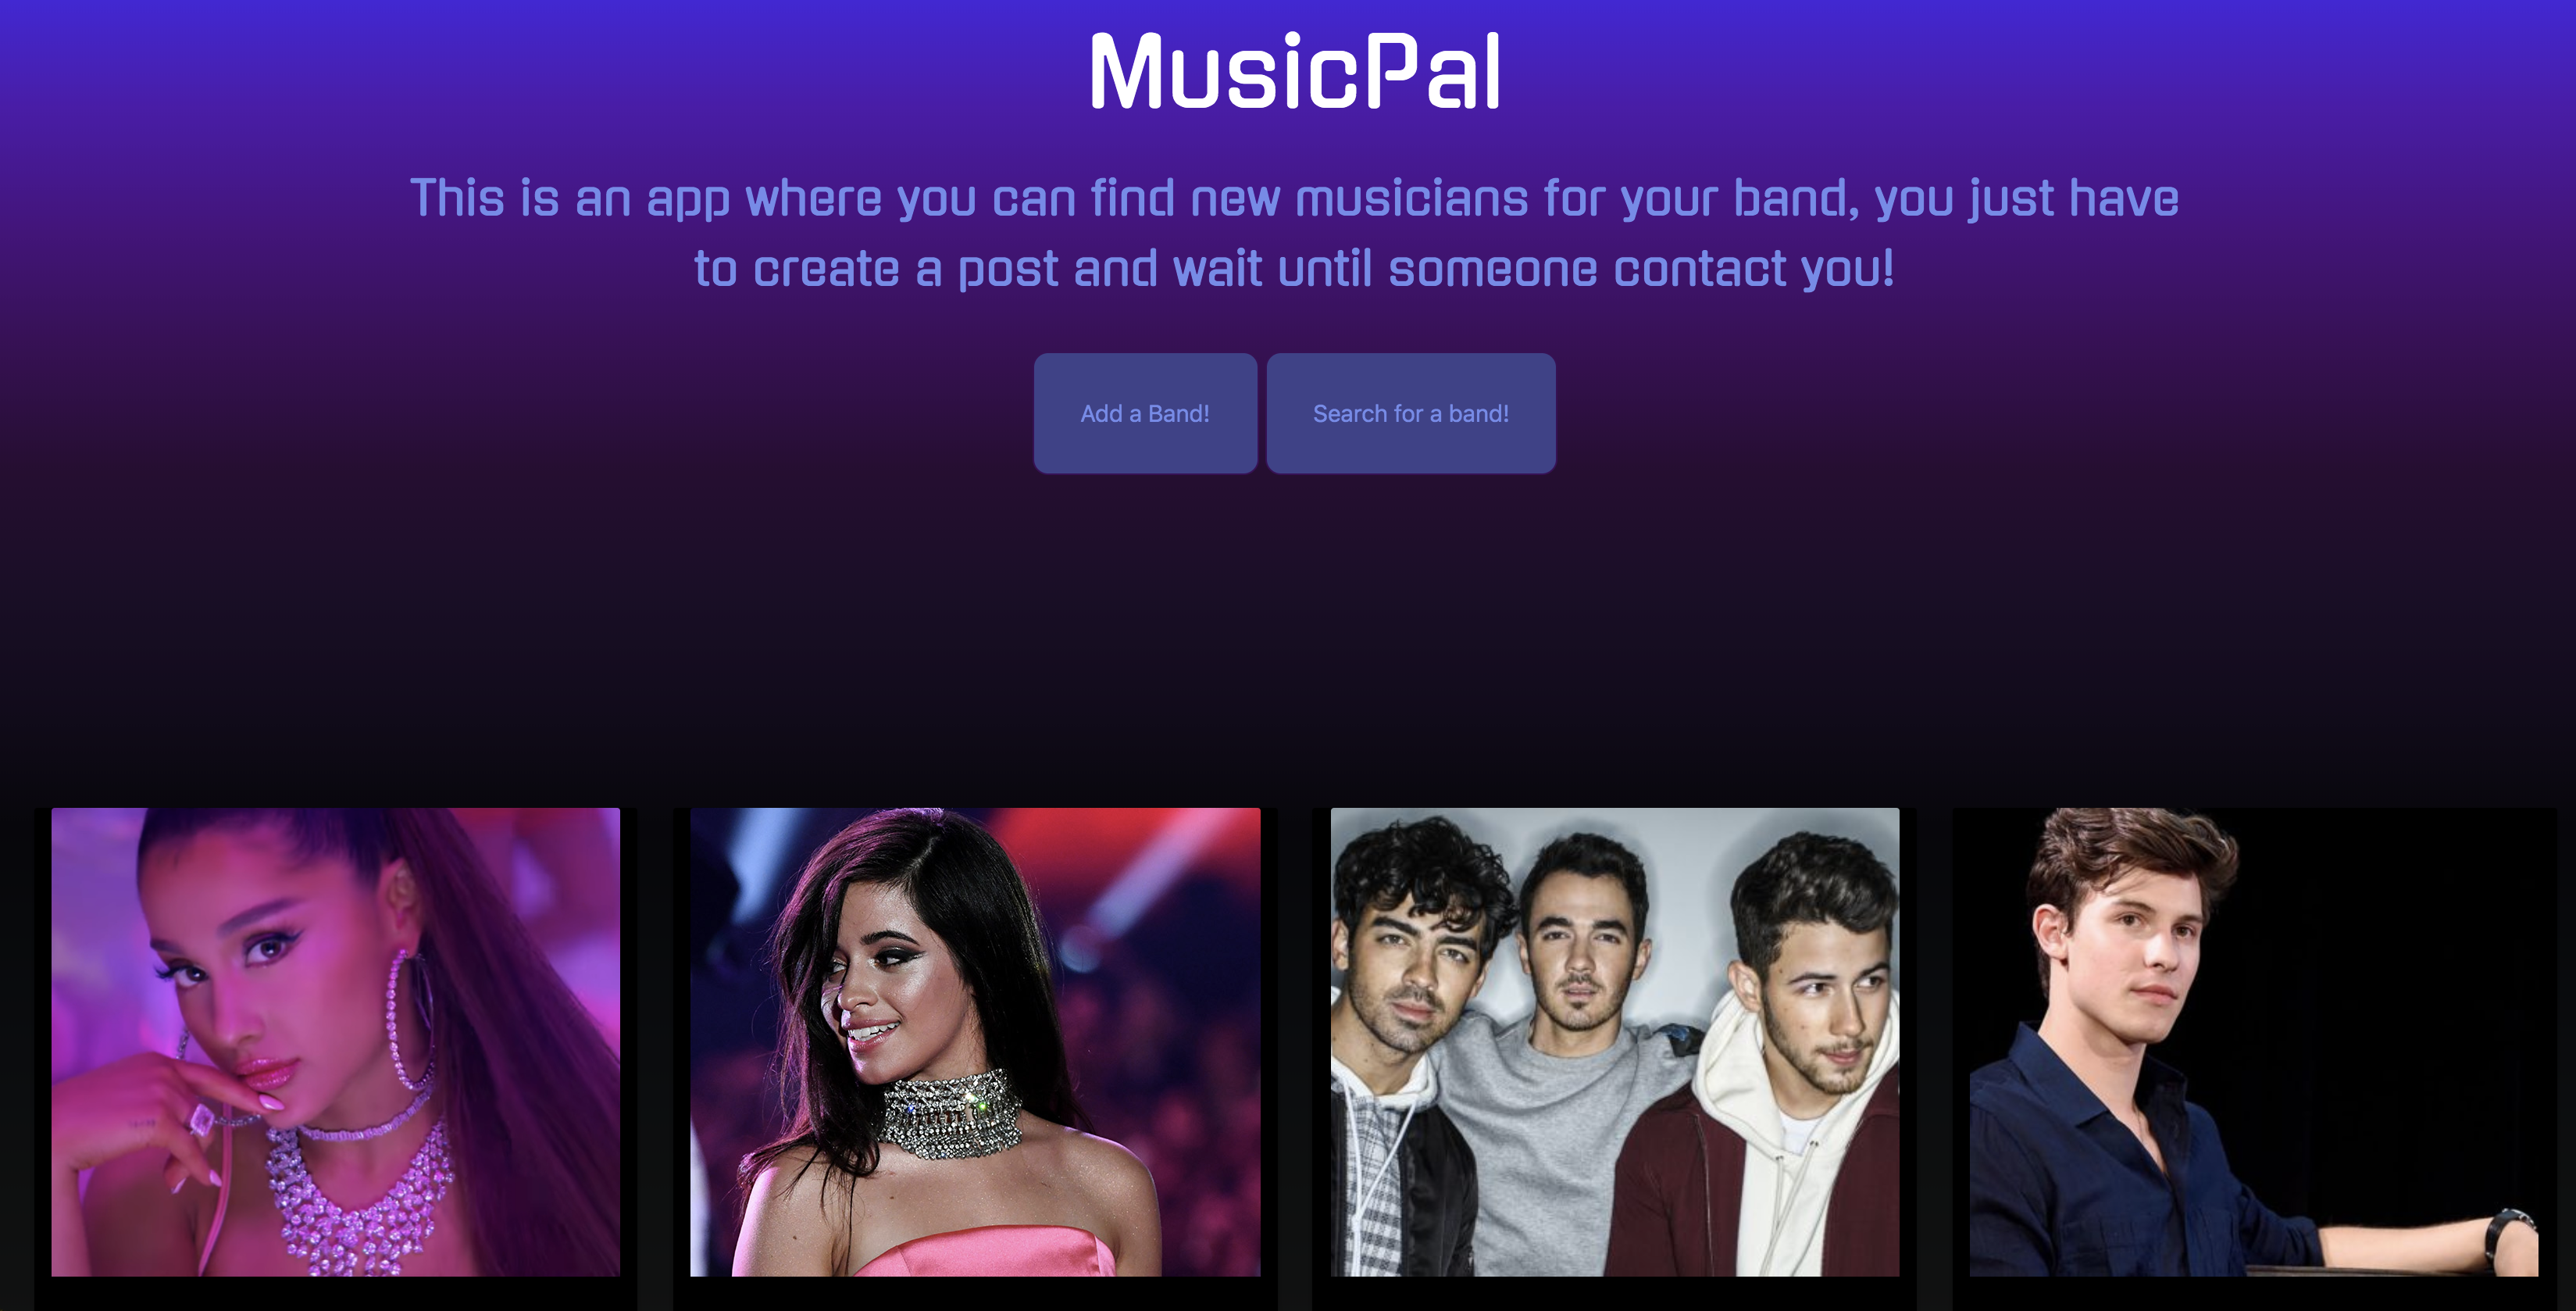 MusicPal
This is an app where you can find new musicians for your band, you just have
to create a post and wait until someone contact you!
Add a Band!
Search for a band!